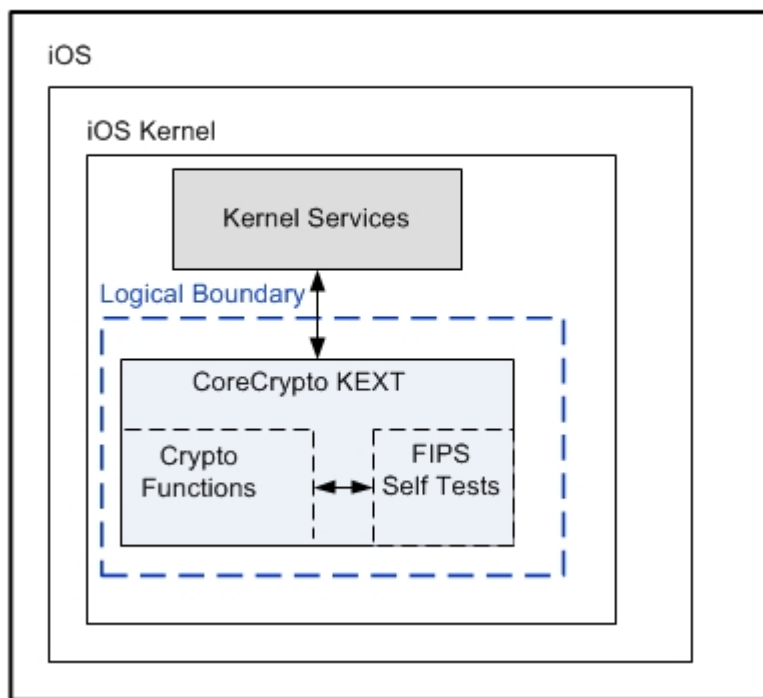 iOS
iOS Kernel
Kernel Services
Logical Boundary
CoreCrypto KEXT
Crypto
Functions
FIPS
Self Tests